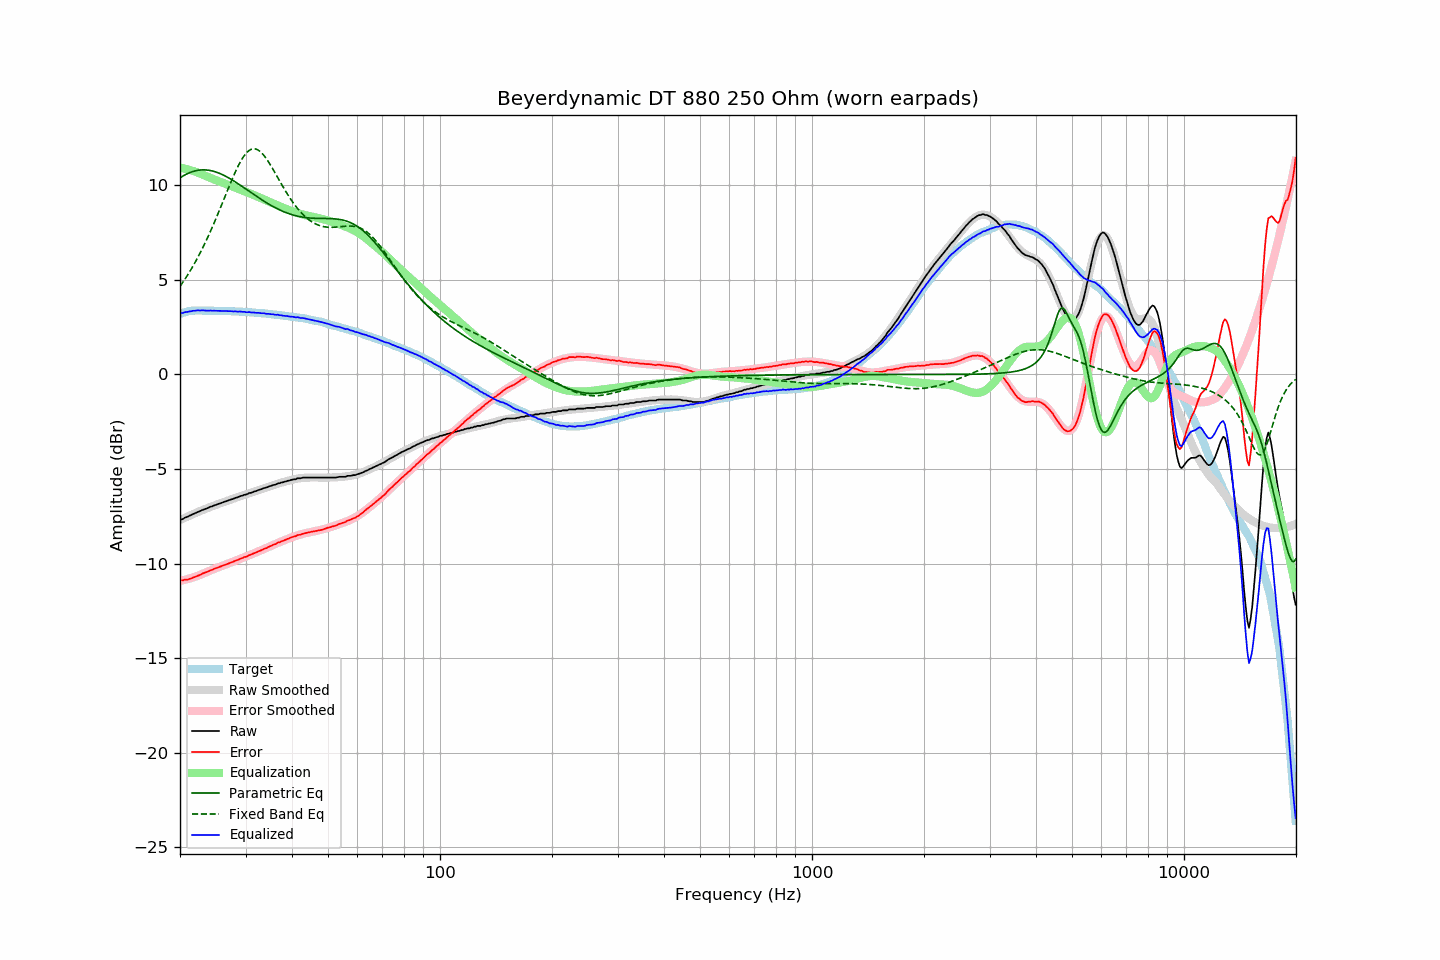 Beyerdynamic DT 880 250 Ohm (worn earpads)
Amplitude (dBr)
10
5
0
−5
−10
−15
−20
−25
Target
Raw Smoothed
Error Smoothed
Raw
Error
Equalization
Parametric Eq
Fixed Band Eq
Equalized
100
1000
10000
Frequency (Hz)